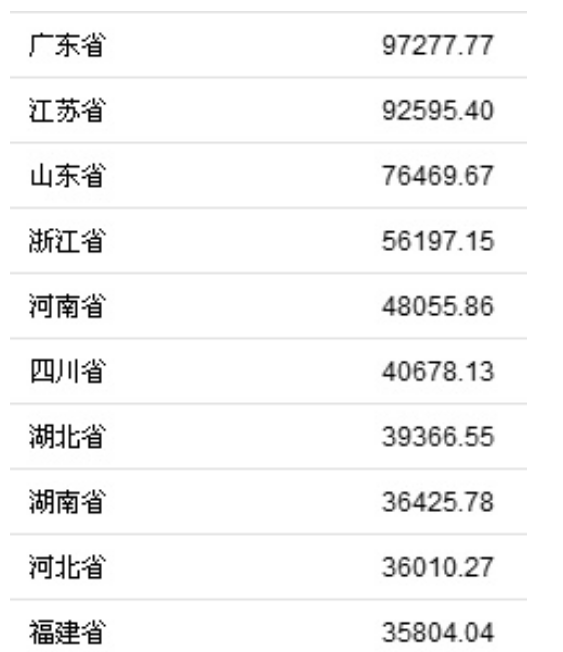 广东省 97277.77
江苏省 92595.40
山东省 76469.67
浙江省 56197.15
河南省 48055.86
四川省 40678.13
湖北省 39366.55
湖南省 36425.78
河北省 36010.27
福建省 35804.04